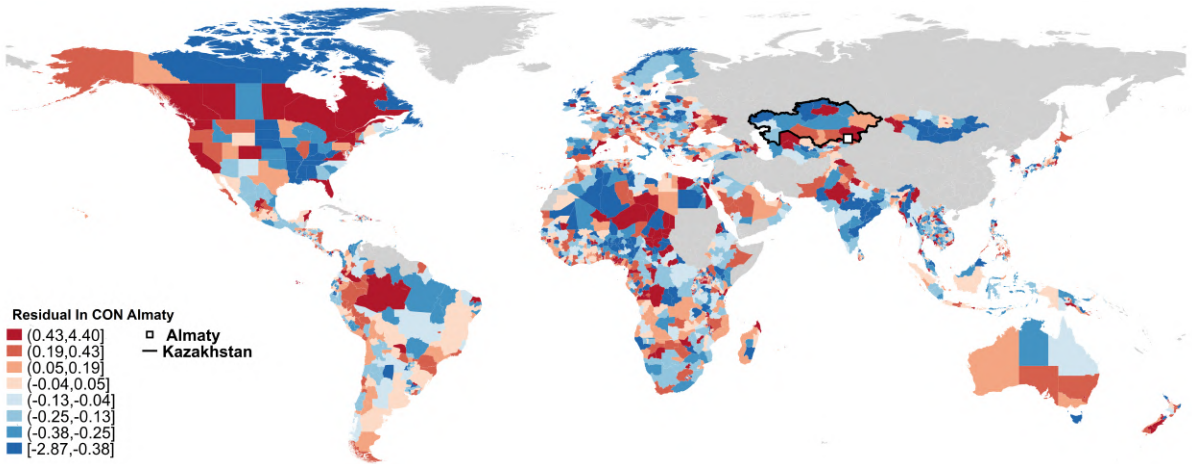 Residual ln CON Almaty
(0.43,4.40]
(0.19,0.43]
(0.05,0.19]
(-0.04,0.05]
(-0.13,-0.04]
(-0.25,-0.13]
(-0.38,-0.25]
[-2.87,-0.38]
Almaty
Kazakhstan